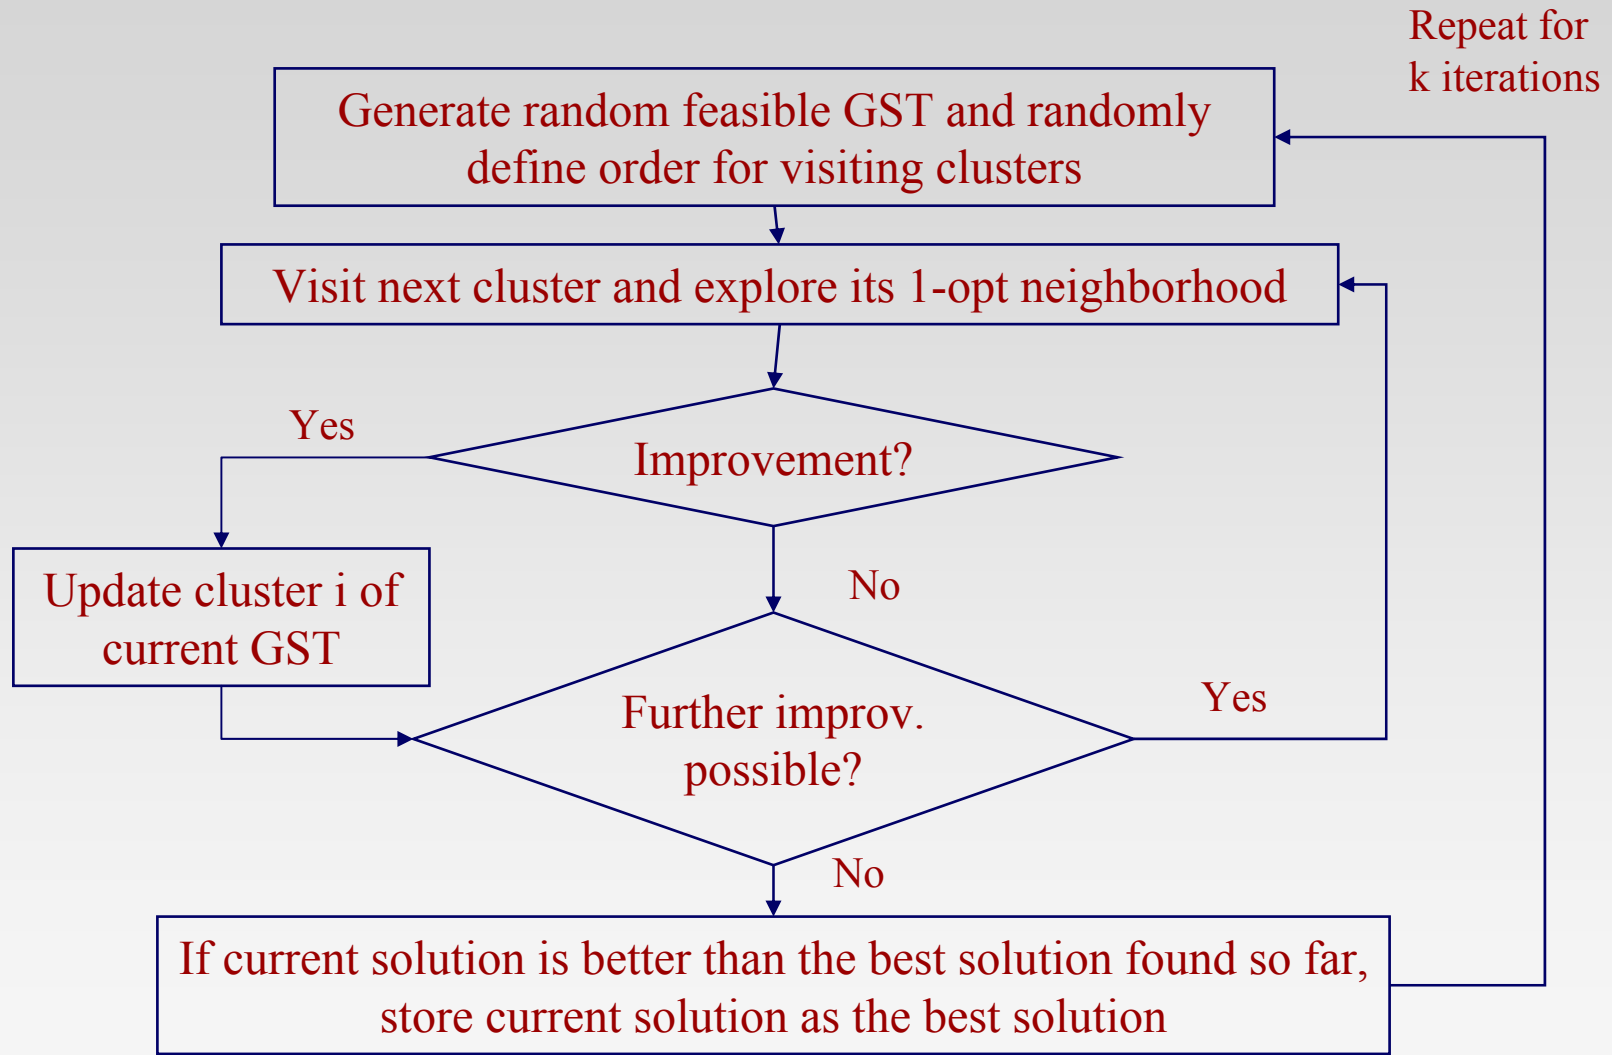 Repeat for
k iterations
Generate random feasible GST and randomly
define order for visiting clusters
Visit next cluster and explore its 1-opt neighborhood
Yes
Improvement?
No
Update cluster i of
current GST
Yes
Further improv.
possible?
No
If current solution is better than the best solution found so far,
store current solution as the best solution